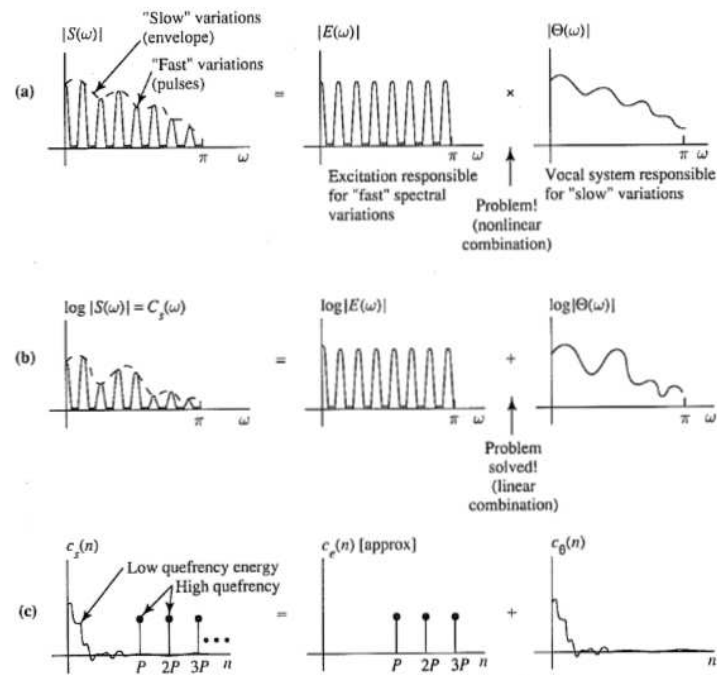 |S(ω)|
"Slow" variations
(envelope)
"Fast" variations
(pulses)
|E(ω)|
|Θ(ω)|
(a)
=
×
π ω
π ω
π ω
Excitation responsible
for "fast" spectral
variations
Problem!
(nonlinear
combination)
Vocal system responsible
for "slow" variations
log |S(ω)| = C_s(ω)
log|E(ω)|
log|Θ(ω)|
(b)
=
+
π ω
π ω
π ω
Problem
solved!
(linear
combination)
c_s(n)
c_e(n) [approx]
c_θ(n)
Low quefrency energy
High quefrency
(c)
=
+
P 2P 3P n
P 2P 3P n
n